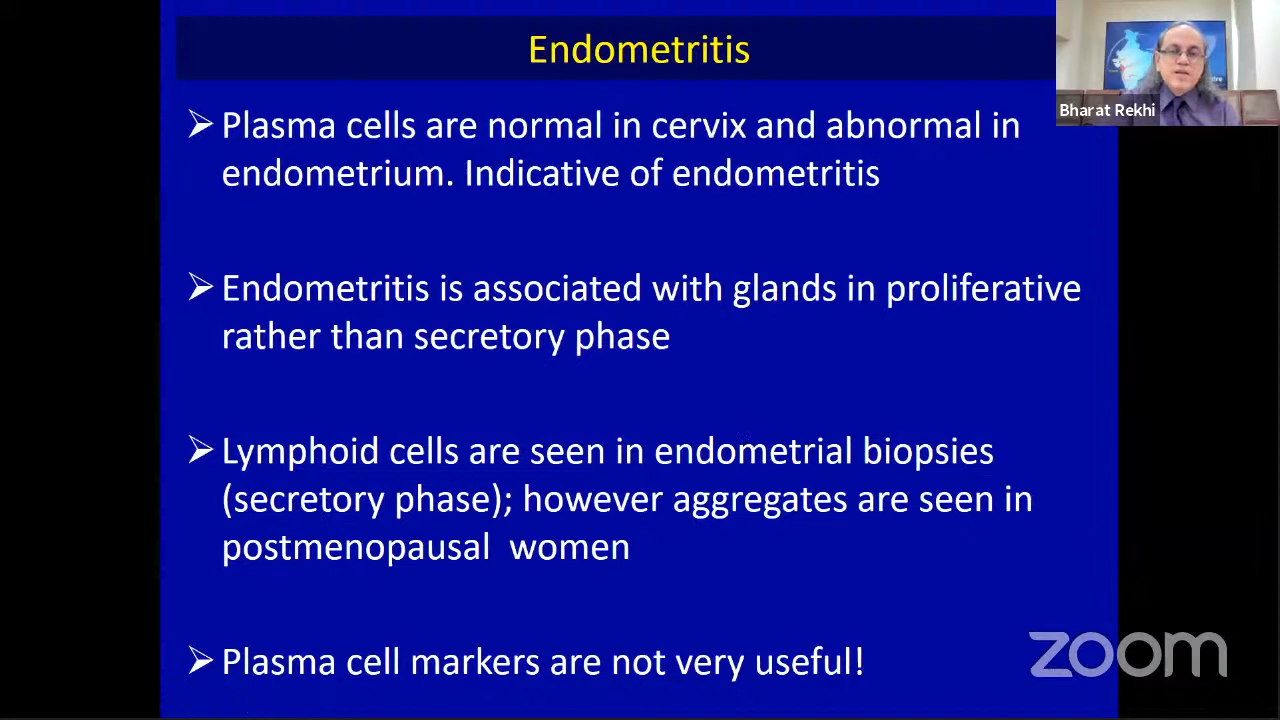 Endometritis
Bharat Rekhi
➢ Plasma cells are normal in cervix and abnormal in
endometrium. Indicative of endometritis
➢ Endometritis is associated with glands in proliferative
rather than secretory phase
➢ Lymphoid cells are seen in endometrial biopsies
(secretory phase); however aggregates are seen in
postmenopausal  women
➢ Plasma cell markers are not very useful!
zoom